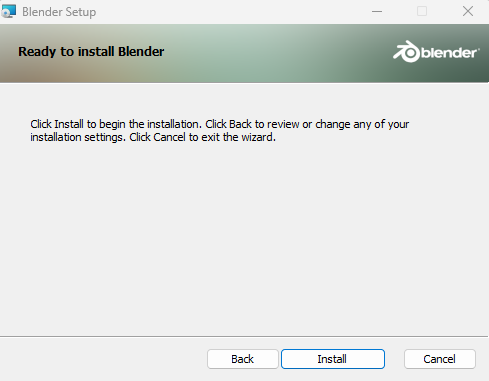 Blender Setup
Ready to install Blender
blender
Click Install to begin the installation. Click Back to review or change any of your
installation settings. Click Cancel to exit the wizard.
Back
Install
Cancel